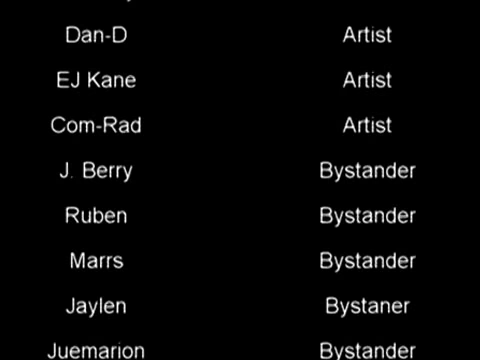 Dan-D Artist
EJ Kane Artist
Com-Rad Artist
J. Berry Bystander
Ruben Bystander
Marrs Bystander
Jaylen Bystaner
Juemarion Bystander